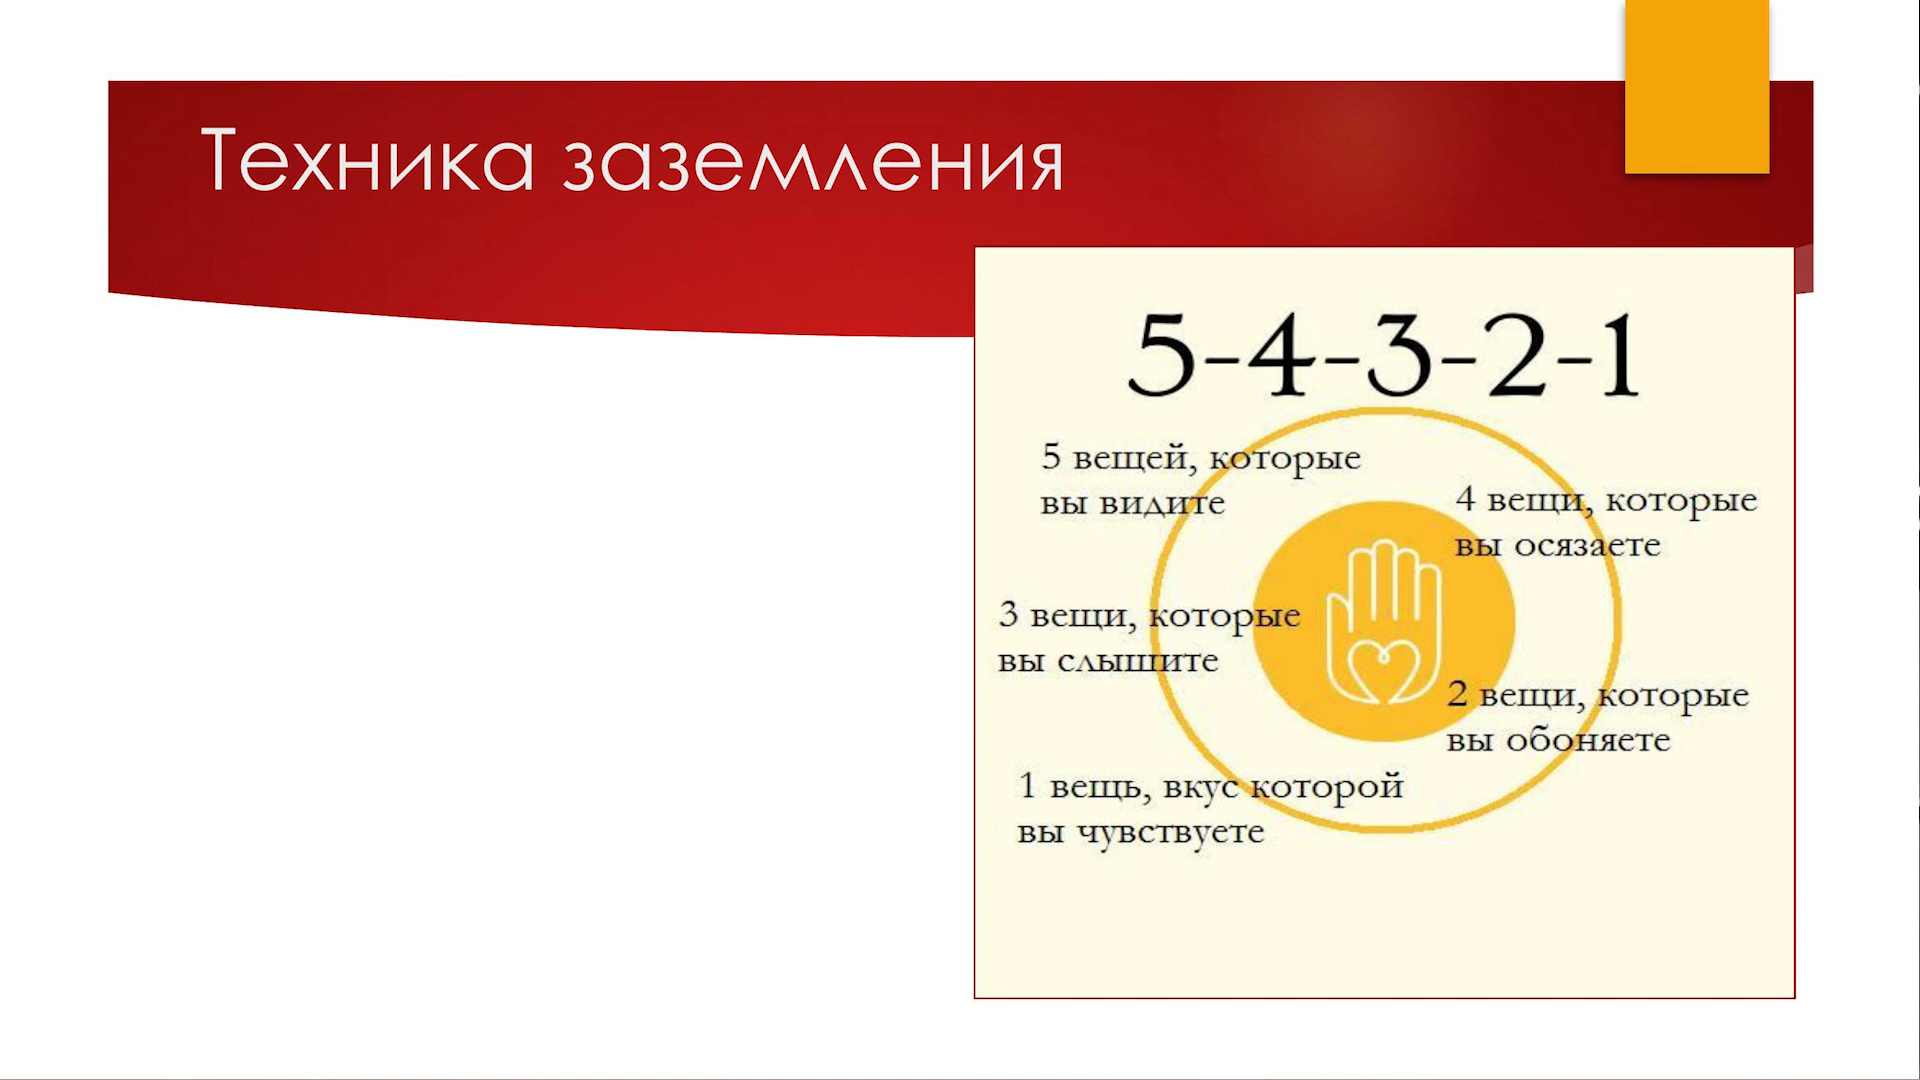 Техника заземления
5-4-3-2-1
5 вещей, которые
вы видите
4 вещи, которые
вы осязаете
3 вещи, которые
вы слышите
2 вещи, которые
вы обоняете
1 вещь, вкус которой
вы чувствуете